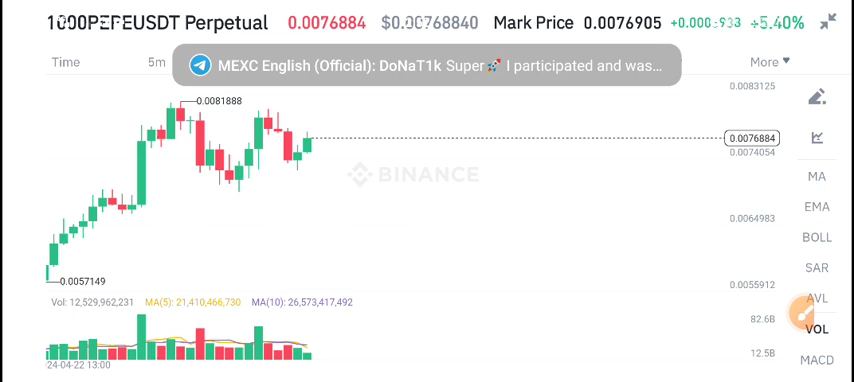 1000PEPEUSDT Perpetual 0.0076884 $0.00768840 Mark Price 0.0076905 +5.40%
Time 5m More
MEXC English (Official): DoNaT1k Super🚀 I participated and was…
0.0083125
0.0081888
0.0076884
0.0074054
BINANCE
MA
EMA
0.0064983
BOLL
SAR
0.0057149
0.0055912
AVL
Vol: 12,529,962,231 MA(5): 21,410,466,730 MA(10): 26,573,417,492
82.6B
VOL
12.5B
MACD
24-04-22 13:00